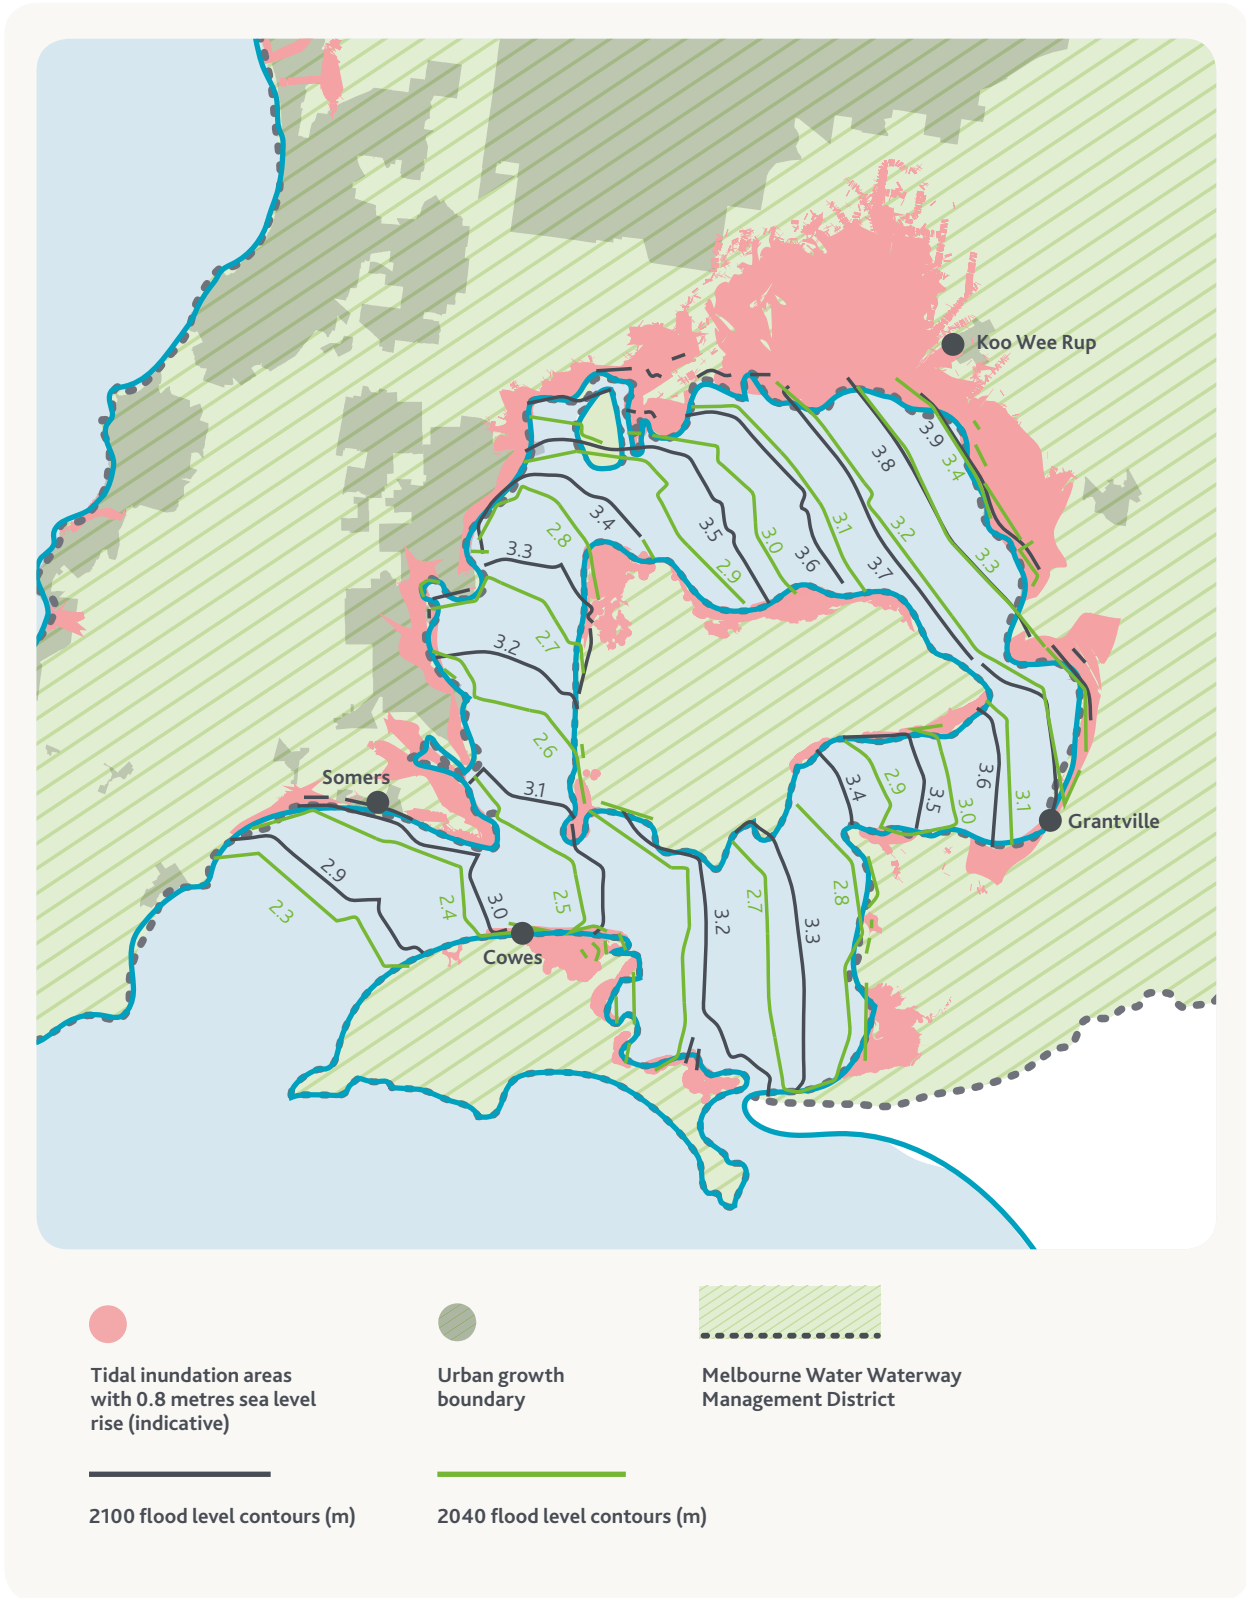 Koo Wee Rup
3.9
3.4
3.8
3.4
3.5
2.8
3.1
3.2
3.0
3.3
3.6
3.3
2.9
3.7
3.2
2.7
2.6
Somers
3.1
3.4
2.9
3.6
3.5
3.1
3.0
Grantville
2.9
2.3
2.4
3.0
2.5
2.7
2.8
3.2
3.3
Cowes
Tidal inundation areas
with 0.8 metres sea level
rise (indicative)
Urban growth
boundary
Melbourne Water Waterway
Management District
2100 flood level contours (m)
2040 flood level contours (m)